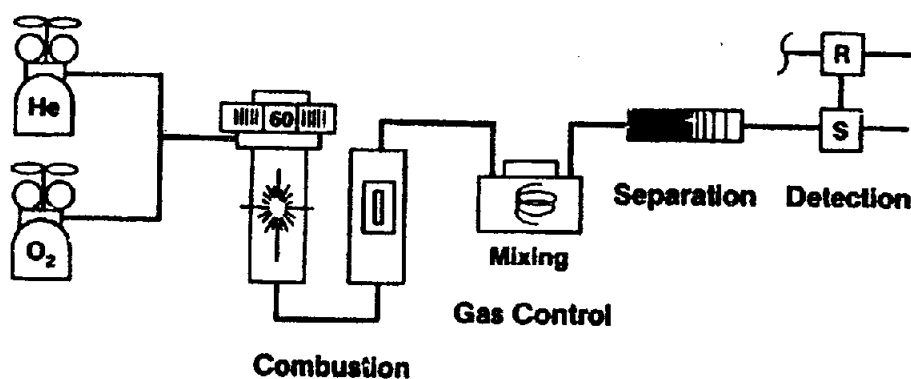 He
O₂
60
Mixing
Gas Control
Combustion
Separation
Detection
R
S